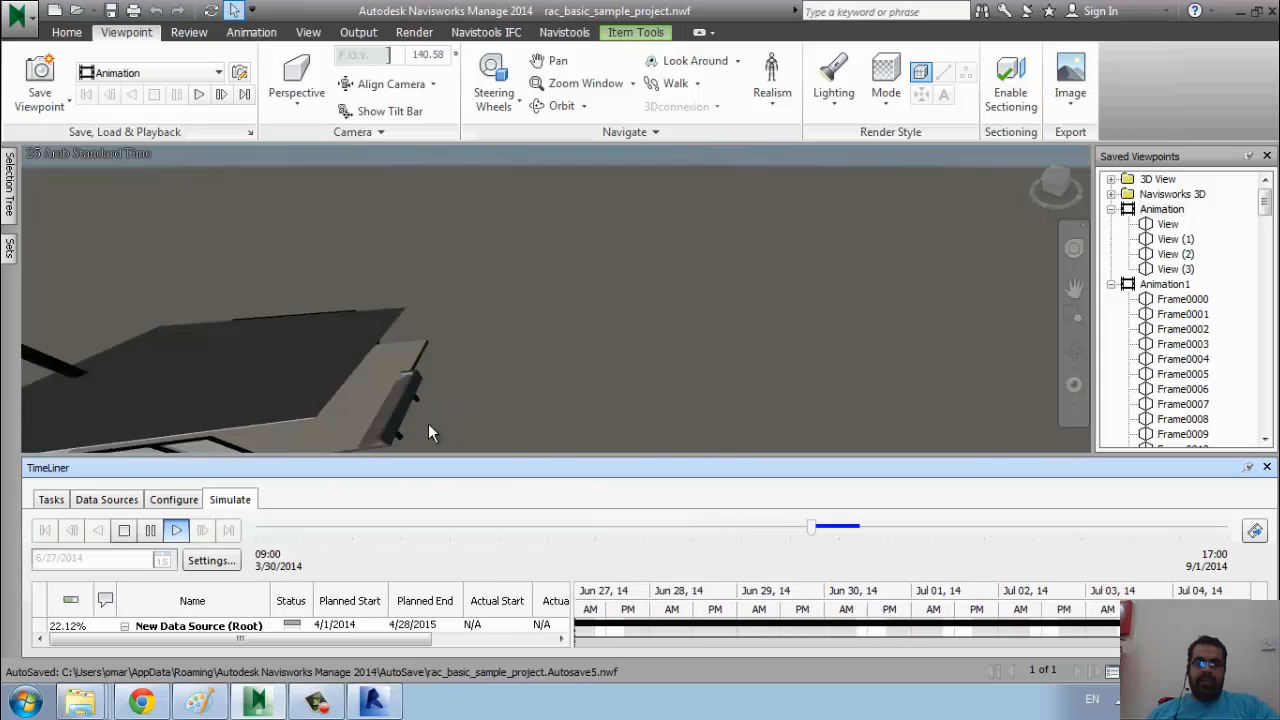 Autodesk Navisworks Manage 2014 rac_basic_sample_project.nwf
Type a keyword or phrase
Sign In
Home Viewpoint Review Animation View Output Render Navistools IFC Navistools Item Tools
Save Viewpoint
Animation
Save, Load & Playback
Perspective
F.O.V. 140.58 °
Align Camera
Show Tilt Bar
Camera
Steering Wheels
Pan
Zoom Window
Orbit
Look Around
Walk
3Dconnexion
Navigate
Realism
Lighting
Mode
Render Style
Enable Sectioning
Sectioning
Image
Export
25 Arab Standard Time
Selection Tree
Sets
Saved Viewpoints
3D View
Navisworks 3D
Animation
View
View (1)
View (2)
View (3)
Animation1
Frame0000
Frame0001
Frame0002
Frame0003
Frame0004
Frame0005
Frame0006
Frame0007
Frame0008
Frame0009
TimeLiner
Tasks Data Sources Configure Simulate
6/27/2014 15 Settings...
09:00
3/30/2014
17:00
9/1/2014
Name Status Planned Start Planned End Actual Start Actua
22.12% New Data Source (Root) 4/1/2014 4/28/2015 N/A N/A
Jun 27, 14 Jun 28, 14 Jun 29, 14 Jun 30, 14 Jul 01, 14 Jul 02, 14 Jul 03, 14 Jul 04, 14
AM PM AM PM AM PM AM PM AM PM AM PM AM
AutoSaved: C:\Users\omar\AppData\Roaming\Autodesk Navisworks Manage 2014\AutoSave\rac_basic_sample_project.Autosave5.nwf
1 of 1
EN